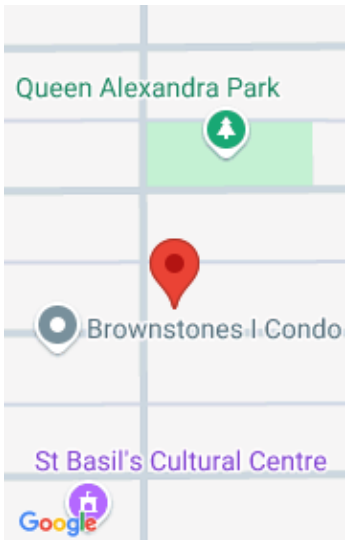 Queen Alexandra Park
Brownstones I Condo
St Basil's Cultural Centre
Google